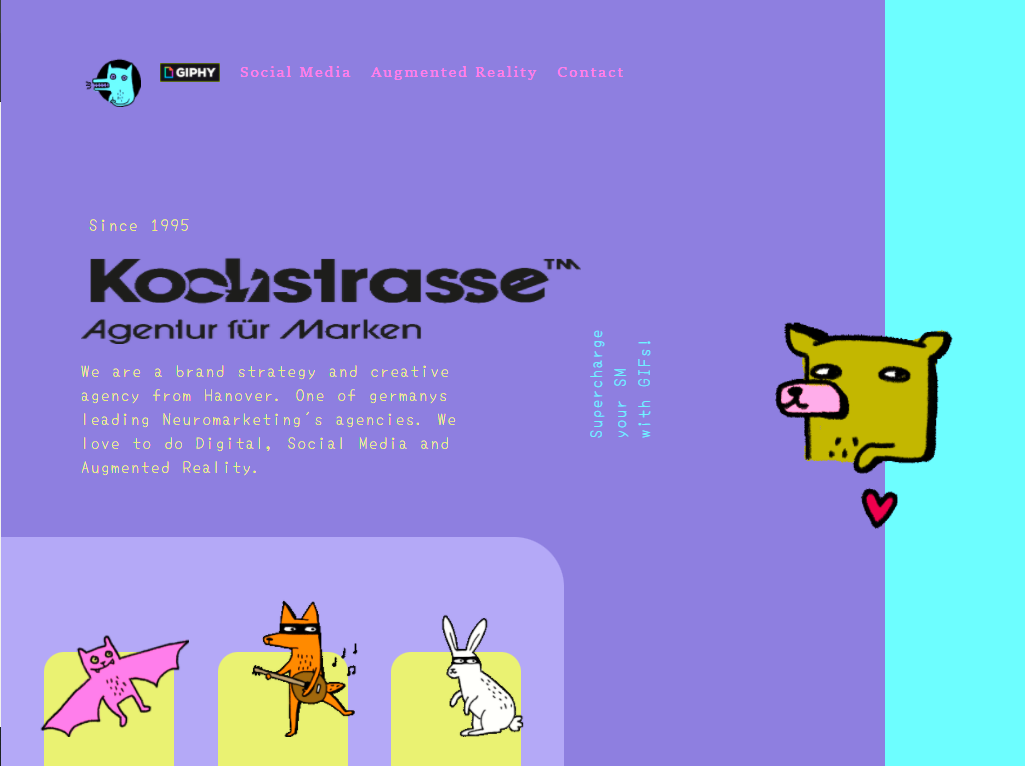 GIPHY
Social Media
Augmented Reality
Contact
Since 1995
Kochstrasse™
Agentur für Marken
We are a brand strategy and creative
agency from Hanover. One of germanys
leading Neuromarketing´s agencies. We
love to do Digital, Social Media and
Augmented Reality.
Supercharge
your SM
with GIFs!